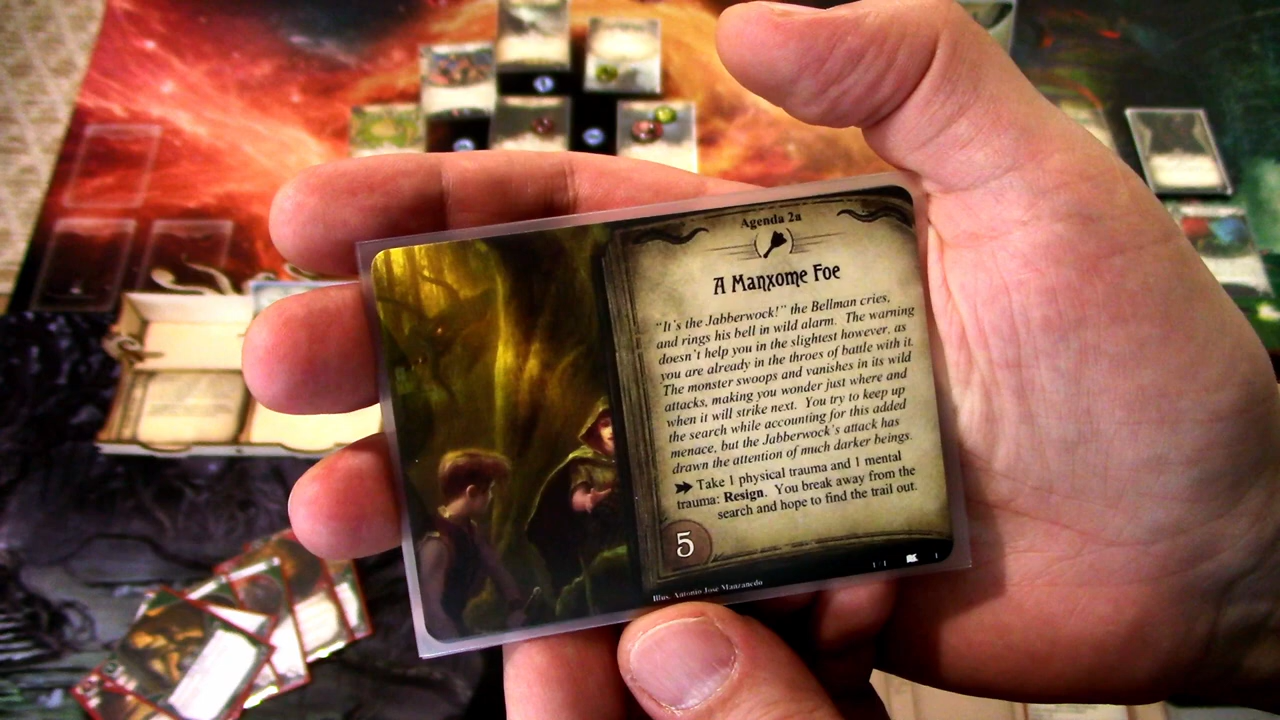 Agenda 2a
A Manxome Foe
"It's the Jabberwock!" the Bellman cries,
and rings his bell in wild alarm. The warning
doesn't help you in the slightest however, as
you are already in the throes of battle with it.
The monster swoops and vanishes in its wild
attacks, making you wonder just where and
when it will strike next. You try to keep up
the search while accounting for this added
menace, but the Jabberwock's attack has
drawn the attention of much darker beings.
Take 1 physical trauma and 1 mental
trauma: Resign. You break away from the
search and hope to find the trail out.
5
Illus. Antonio Jose Manzanedo
1/1
1